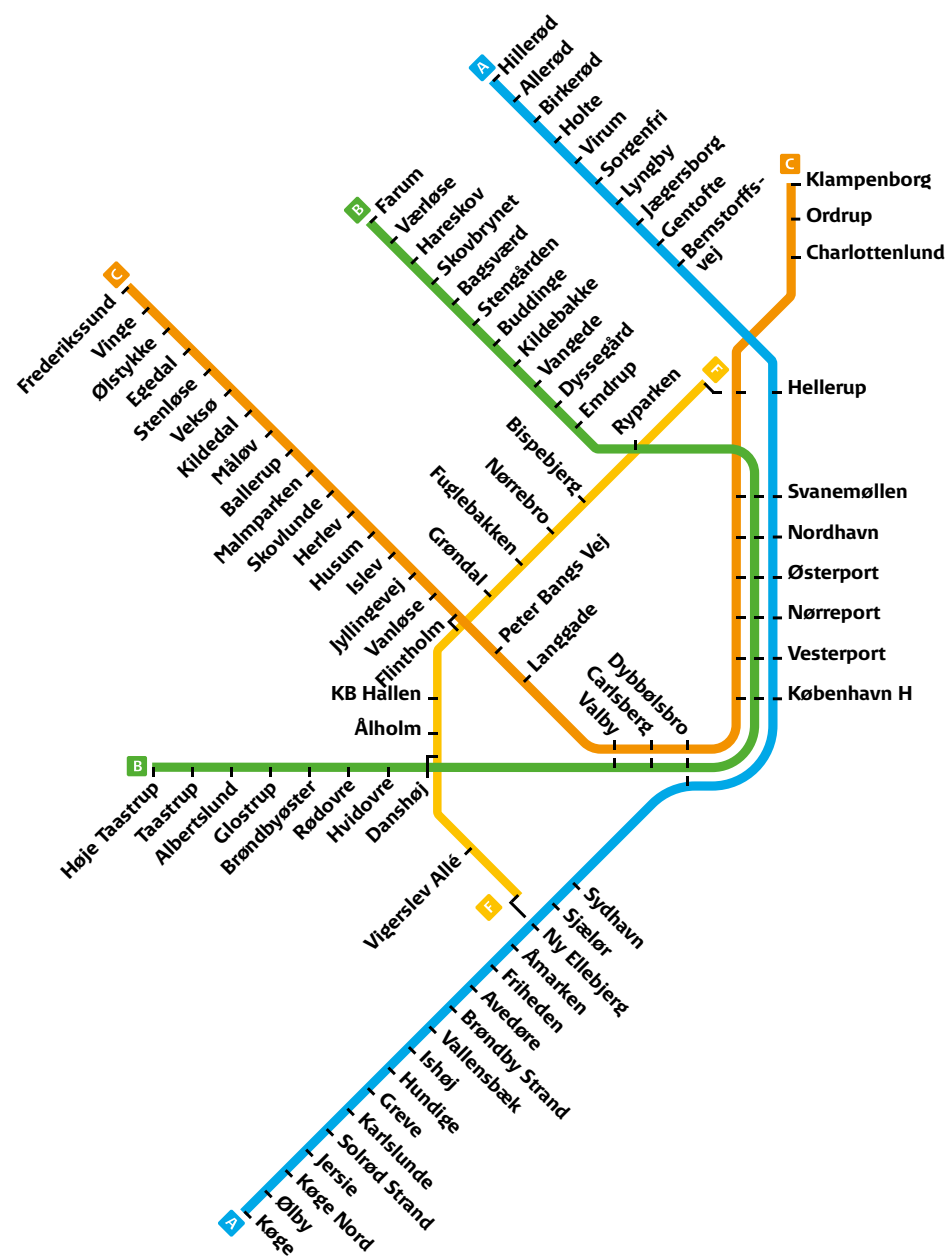 A
Hillerød
Allerød
Birkerød
Holte
Virum
Sorgenfri
Lyngby
Jægersborg
Gentofte
Bernstorffs-
vej
C
Klampenborg
Ordrup
Charlottenlund
B
Farum
Værløse
Hareskov
Skovbrynet
Bagsværd
Stengården
Buddinge
Kildebakke
Vangede
Dyssegård
Emdrup
Ryparken
C
Frederikssund
Vinge
Ølstykke
Egedal
Stenløse
Veksø
Kildedal
Måløv
Ballerup
Malmparken
Skovlunde
Herlev
Husum
Islev
Jyllingevej
Vanløse
Flintholm
Peter Bangs Vej
Langgade
Valby
Carlsberg
Dybbølsbro
F
Bispebjerg
Nørrebro
Fuglebakken
Grøndal
KB Hallen
Ålholm
Hellerup
Svanemøllen
Nordhavn
Østerport
Nørreport
Vesterport
København H
B
Høje Taastrup
Taastrup
Albertslund
Glostrup
Brøndbyøster
Rødovre
Hvidovre
Danshøj
Vigerslev Allé
F
Sydhavn
Sjælør
Ny Ellebjerg
Åmarken
Friheden
Avedøre
Brøndby Strand
Vallensbæk
Ishøj
Hundige
Greve
Karlslunde
Solrød Strand
Jersie
Køge Nord
Ølby
Køge
A